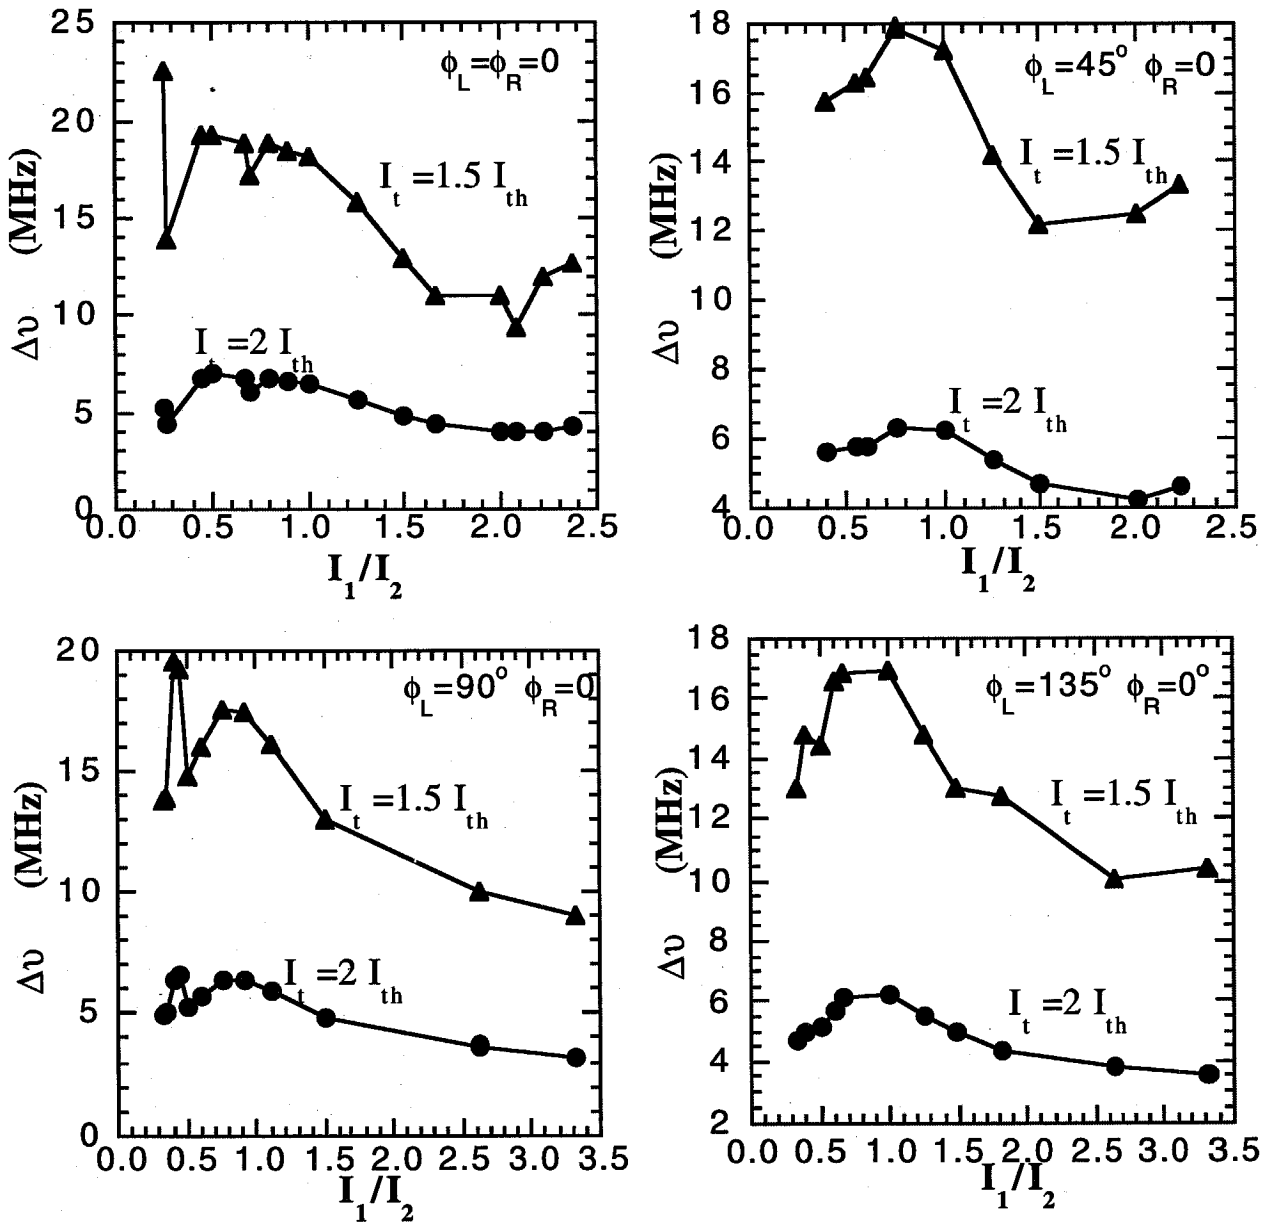 25
20
15
10
5
0
Δυ (MHz)
ϕL=ϕR=0
It =1.5 Ith
It =2 Ith
0.0 0.5 1.0 1.5 2.0 2.5
I1/I2
18
16
14
12
10
8
6
4
Δυ (MHz)
ϕL=45° ϕR=0
It =1.5 Ith
It =2 Ith
0.0 0.5 1.0 1.5 2.0 2.5
I1/I2
20
15
10
5
0
Δυ (MHz)
ϕL=90° ϕR=0
It =1.5 Ith
It =2 Ith
0.0 0.5 1.0 1.5 2.0 2.5 3.0 3.5
I1/I2
18
16
14
12
10
8
6
4
2
Δυ (MHz)
ϕL=135° ϕR=0°
It =1.5 Ith
It =2 Ith
0.0 0.5 1.0 1.5 2.0 2.5 3.0 3.5
I1/I2